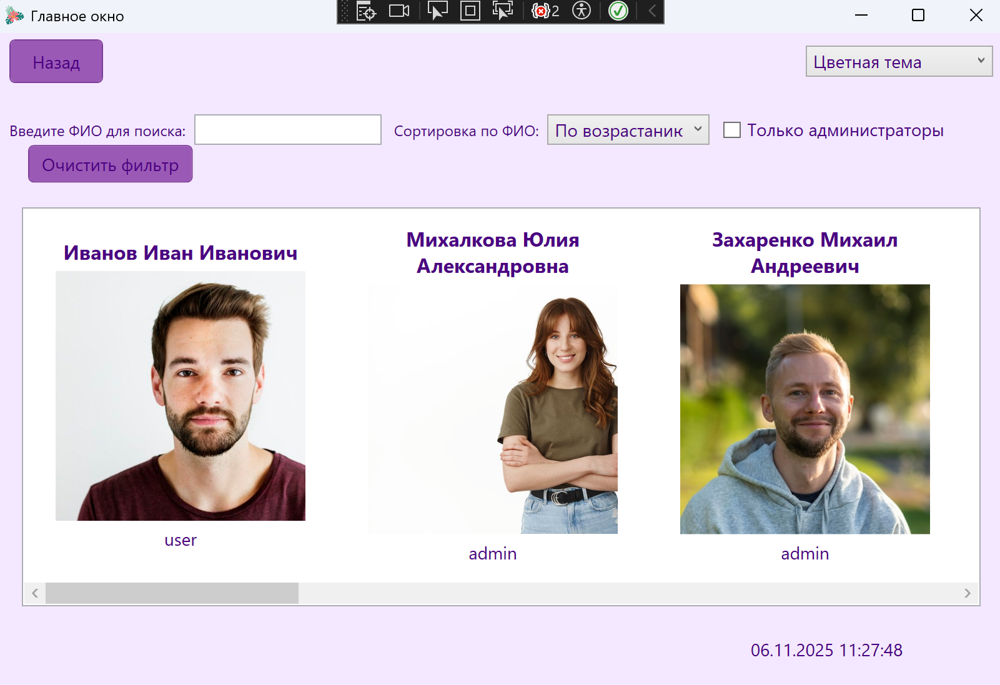 Главное окно
2
Назад
Цветная тема
Введите ФИО для поиска:
Сортировка по ФИО:
По возрастанию
Только администраторы
Очистить фильтр
Иванов Иван Иванович
user
Михалкова Юлия
Александровна
admin
Захаренко Михаил
Андреевич
admin
06.11.2025 11:27:48